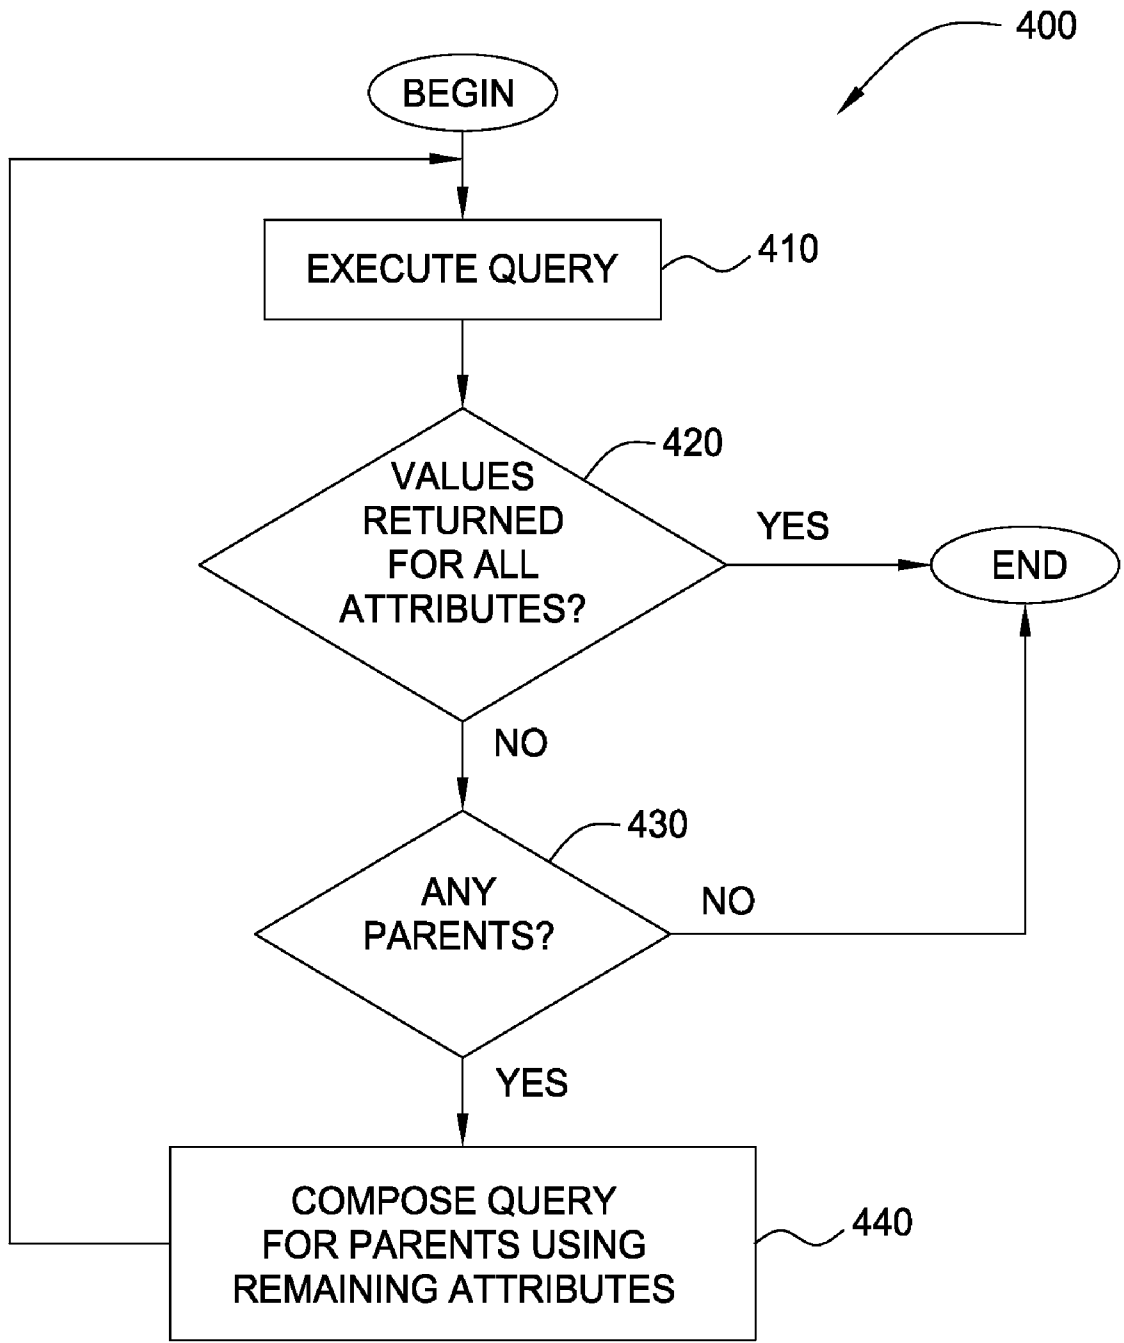 400
BEGIN
EXECUTE QUERY
410
420
VALUES
RETURNED
FOR ALL
ATTRIBUTES?
YES
END
NO
430
ANY
PARENTS?
NO
YES
COMPOSE QUERY
FOR PARENTS USING
REMAINING ATTRIBUTES
440